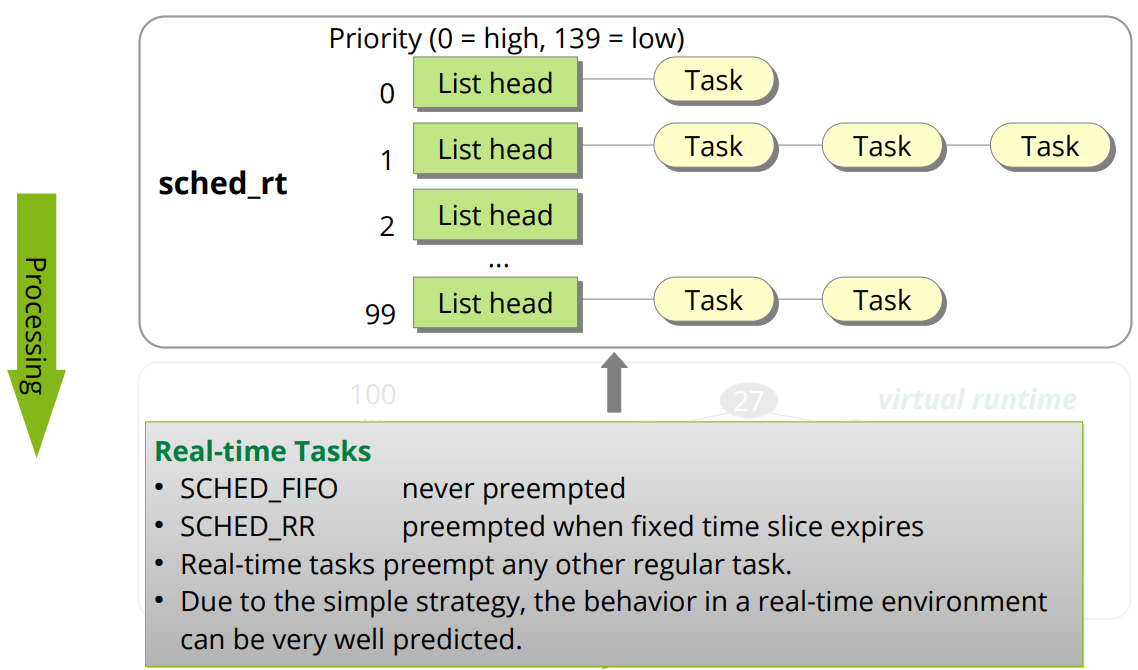 Priority (0 = high, 139 = low)
0 List head Task
1 List head Task Task Task
sched_rt
2 List head
...
99 List head Task Task
Processing
100 27 virtual runtime
Real-time Tasks
• SCHED_FIFO never preempted
• SCHED_RR preempted when fixed time slice expires
• Real-time tasks preempt any other regular task.
• Due to the simple strategy, the behavior in a real-time environment
can be very well predicted.